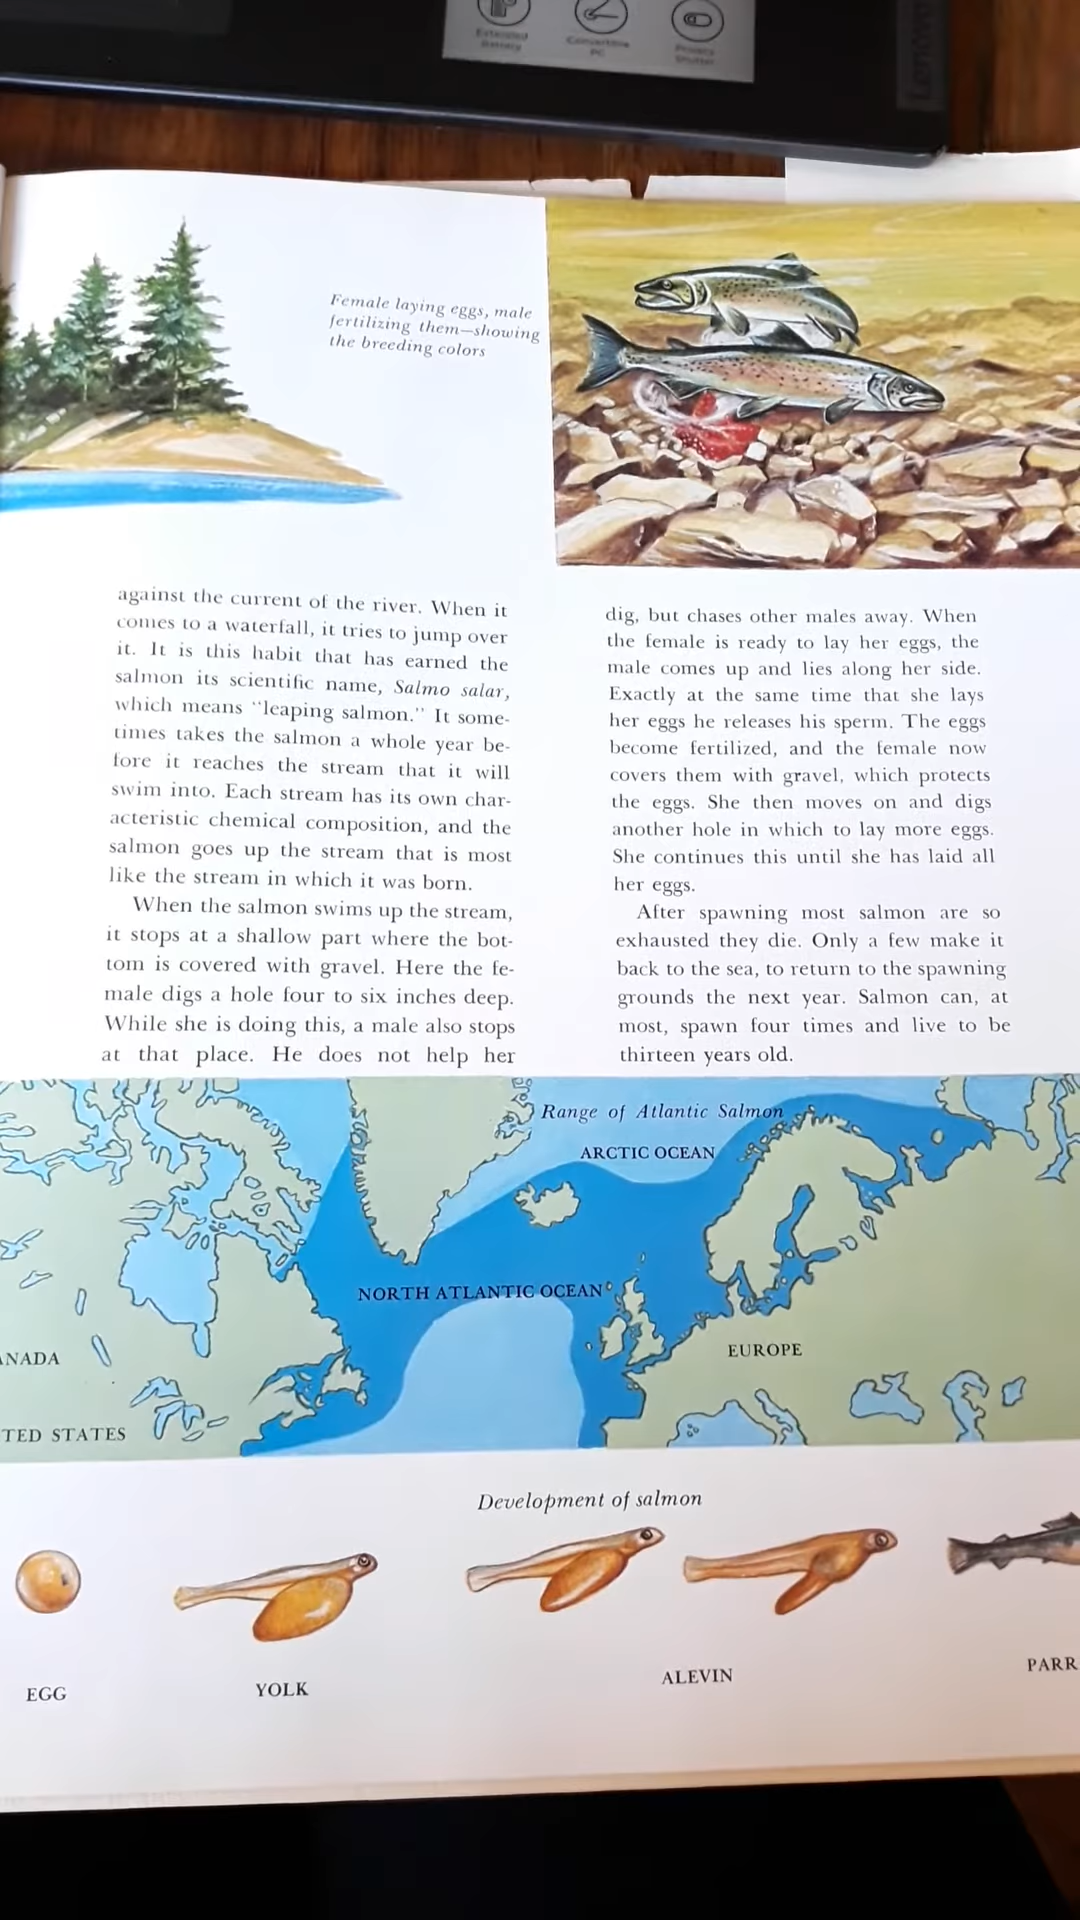 Extended
Battery
Convertible
PC
Privacy
Shutter
Lenovo
Female laying eggs, male
fertilizing them—showing
the breeding colors
against the current of the river. When it
comes to a waterfall, it tries to jump over
it. It is this habit that has earned the
salmon its scientific name, Salmo salar,
which means "leaping salmon." It some-
times takes the salmon a whole year be-
fore it reaches the stream that it will
swim into. Each stream has its own char-
acteristic chemical composition, and the
salmon goes up the stream that is most
like the stream in which it was born.
When the salmon swims up the stream,
it stops at a shallow part where the bot-
tom is covered with gravel. Here the fe-
male digs a hole four to six inches deep.
While she is doing this, a male also stops
at that place. He does not help her
dig, but chases other males away. When
the female is ready to lay her eggs, the
male comes up and lies along her side.
Exactly at the same time that she lays
her eggs he releases his sperm. The eggs
become fertilized, and the female now
covers them with gravel, which protects
the eggs. She then moves on and digs
another hole in which to lay more eggs.
She continues this until she has laid all
her eggs.
After spawning most salmon are so
exhausted they die. Only a few make it
back to the sea, to return to the spawning
grounds the next year. Salmon can, at
most, spawn four times and live to be
thirteen years old.
Range of Atlantic Salmon
ARCTIC OCEAN
NORTH ATLANTIC OCEAN
EUROPE
ANADA
TED STATES
Development of salmon
EGG
YOLK
ALEVIN
PARR